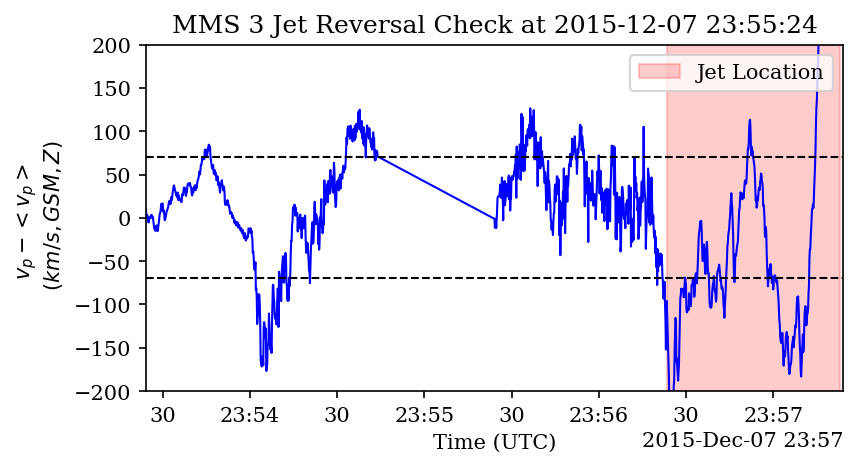 MMS 3 Jet Reversal Check at 2015-12-07 23:55:24
Jet Location
200
150
100
50
0
−50
−100
−150
−200
v_p − < v_p >
(km/s, GSM, Z)
30 23:54 30 23:55 30 23:56 30 23:57
Time (UTC)
2015-Dec-07 23:57